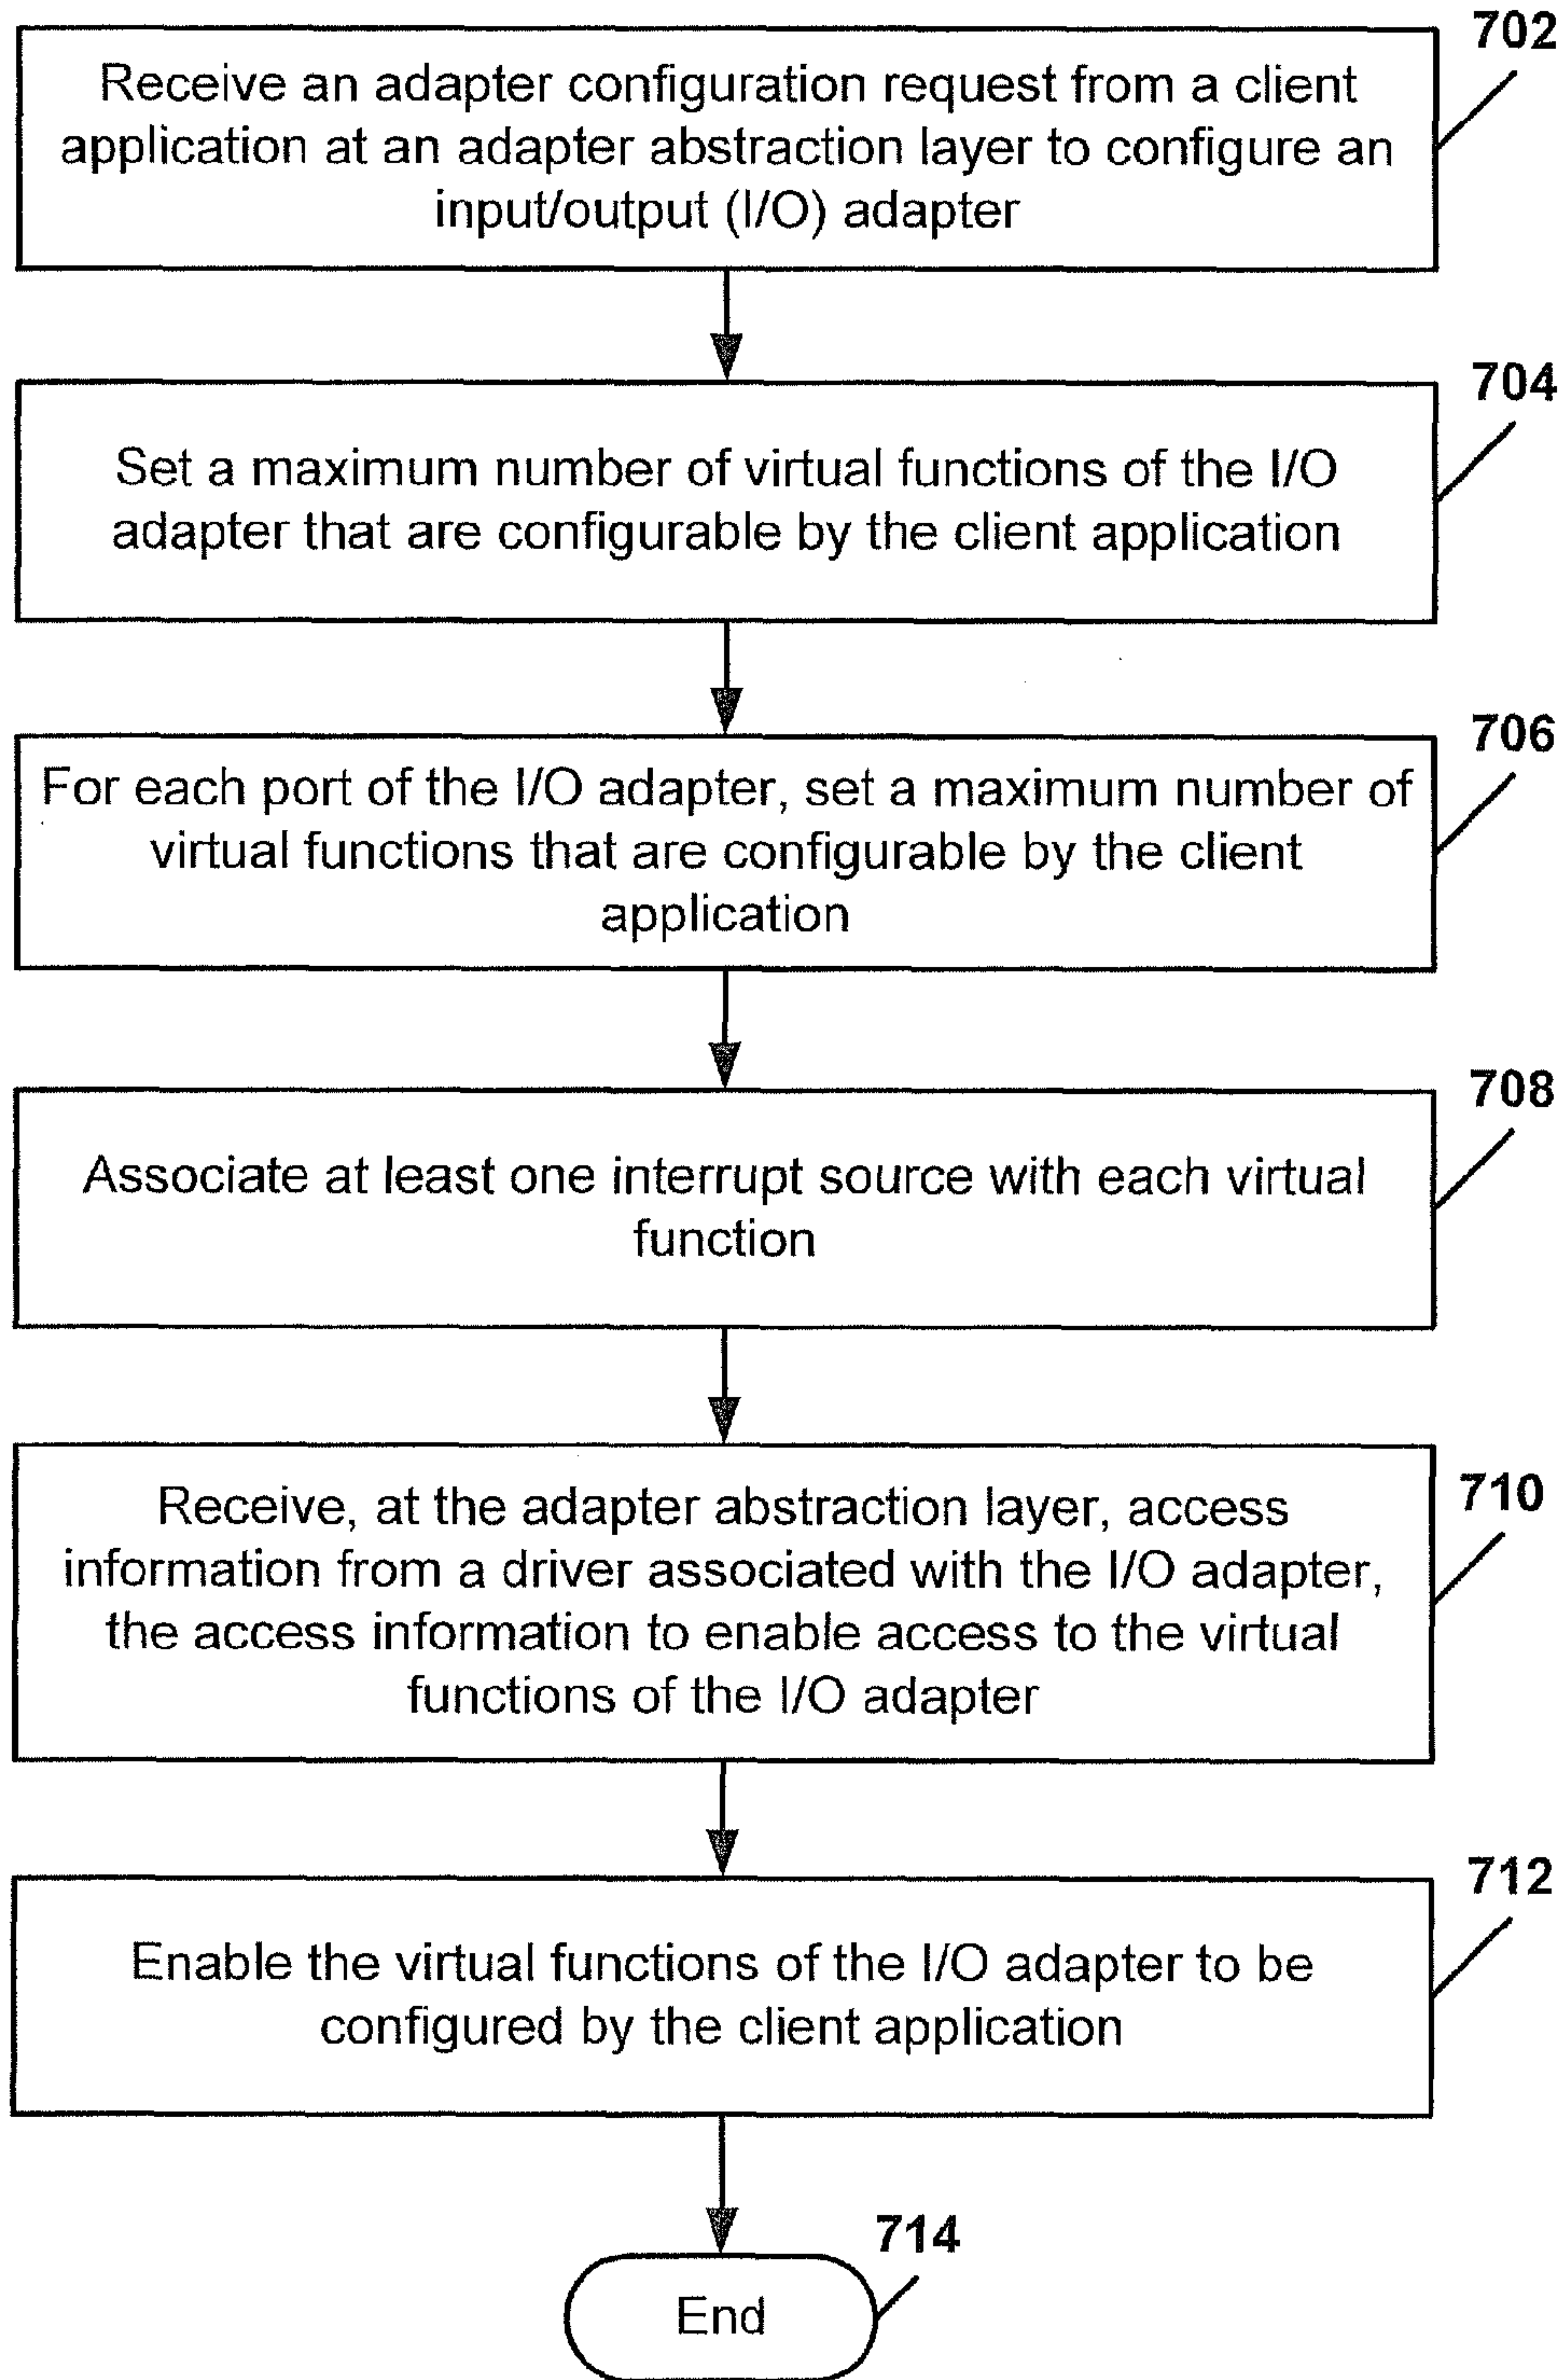 702
Receive an adapter configuration request from a client
application at an adapter abstraction layer to configure an
input/output (I/O) adapter
704
Set a maximum number of virtual functions of the I/O
adapter that are configurable by the client application
706
For each port of the I/O adapter, set a maximum number of
virtual functions that are configurable by the client
application
708
Associate at least one interrupt source with each virtual
function
710
Receive, at the adapter abstraction layer, access
information from a driver associated with the I/O adapter,
the access information to enable access to the virtual
functions of the I/O adapter
712
Enable the virtual functions of the I/O adapter to be
configured by the client application
714
End